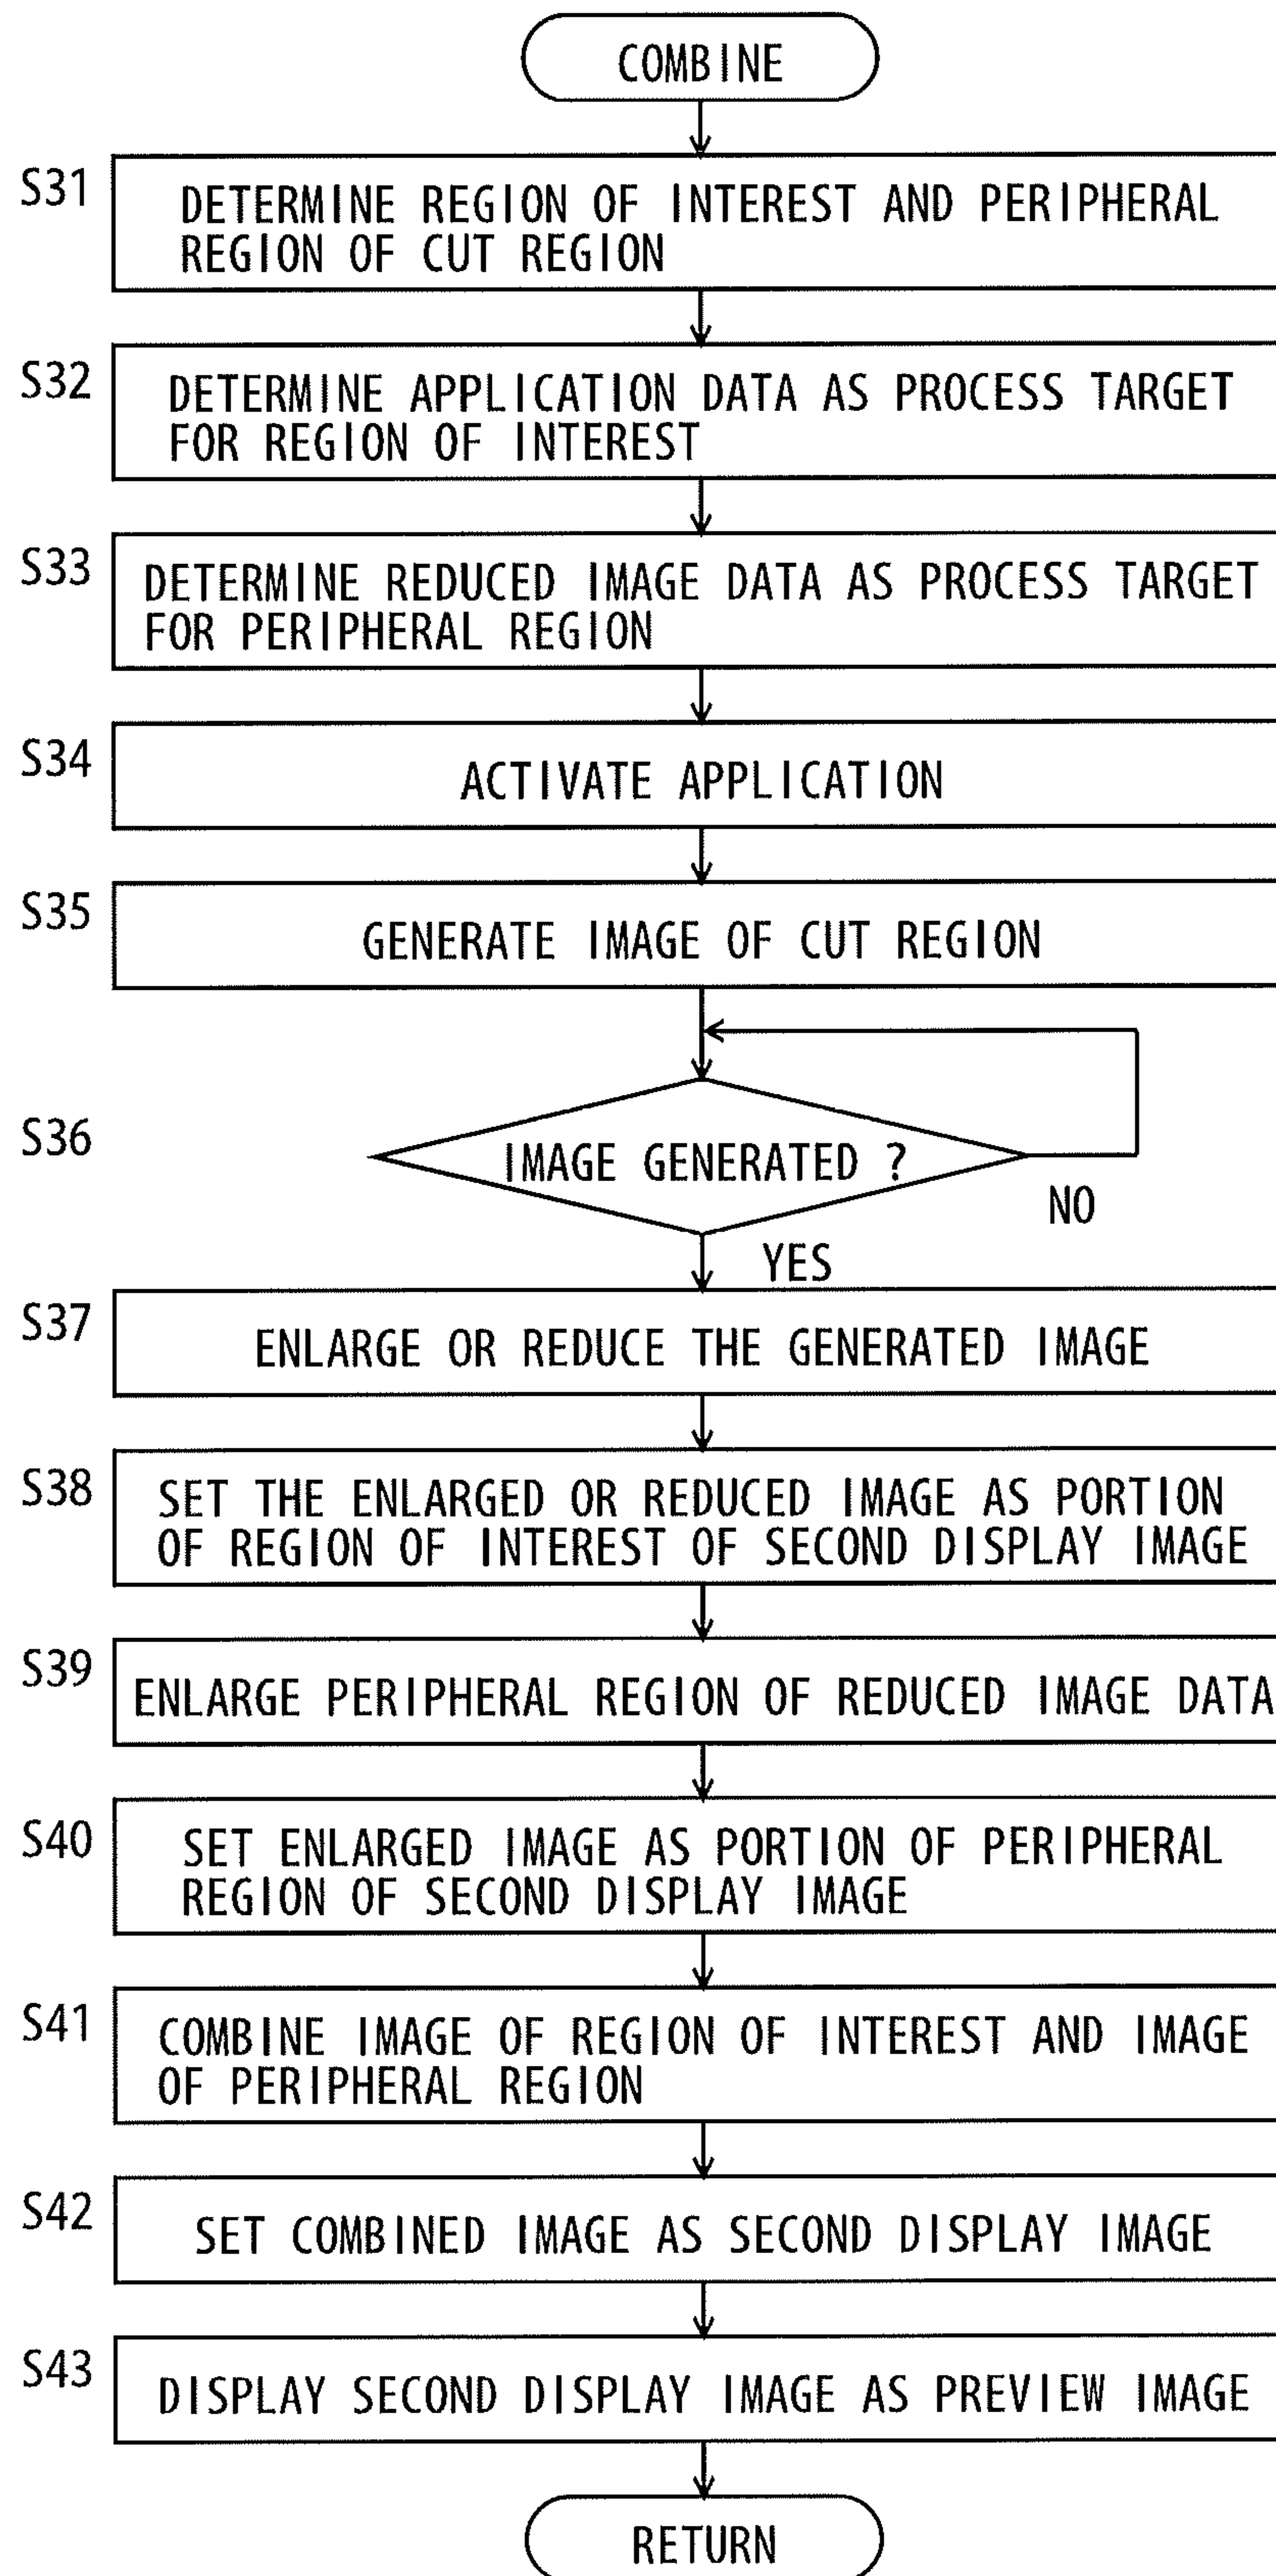 COMBINE
S31
DETERMINE REGION OF INTEREST AND PERIPHERAL
REGION OF CUT REGION
S32
DETERMINE APPLICATION DATA AS PROCESS TARGET
FOR REGION OF INTEREST
S33
DETERMINE REDUCED IMAGE DATA AS PROCESS TARGET
FOR PERIPHERAL REGION
S34
ACTIVATE APPLICATION
S35
GENERATE IMAGE OF CUT REGION
S36
IMAGE GENERATED ?
NO
YES
S37
ENLARGE OR REDUCE THE GENERATED IMAGE
S38
SET THE ENLARGED OR REDUCED IMAGE AS PORTION
OF REGION OF INTEREST OF SECOND DISPLAY IMAGE
S39
ENLARGE PERIPHERAL REGION OF REDUCED IMAGE DATA
S40
SET ENLARGED IMAGE AS PORTION OF PERIPHERAL
REGION OF SECOND DISPLAY IMAGE
S41
COMBINE IMAGE OF REGION OF INTEREST AND IMAGE
OF PERIPHERAL REGION
S42
SET COMBINED IMAGE AS SECOND DISPLAY IMAGE
S43
DISPLAY SECOND DISPLAY IMAGE AS PREVIEW IMAGE
RETURN